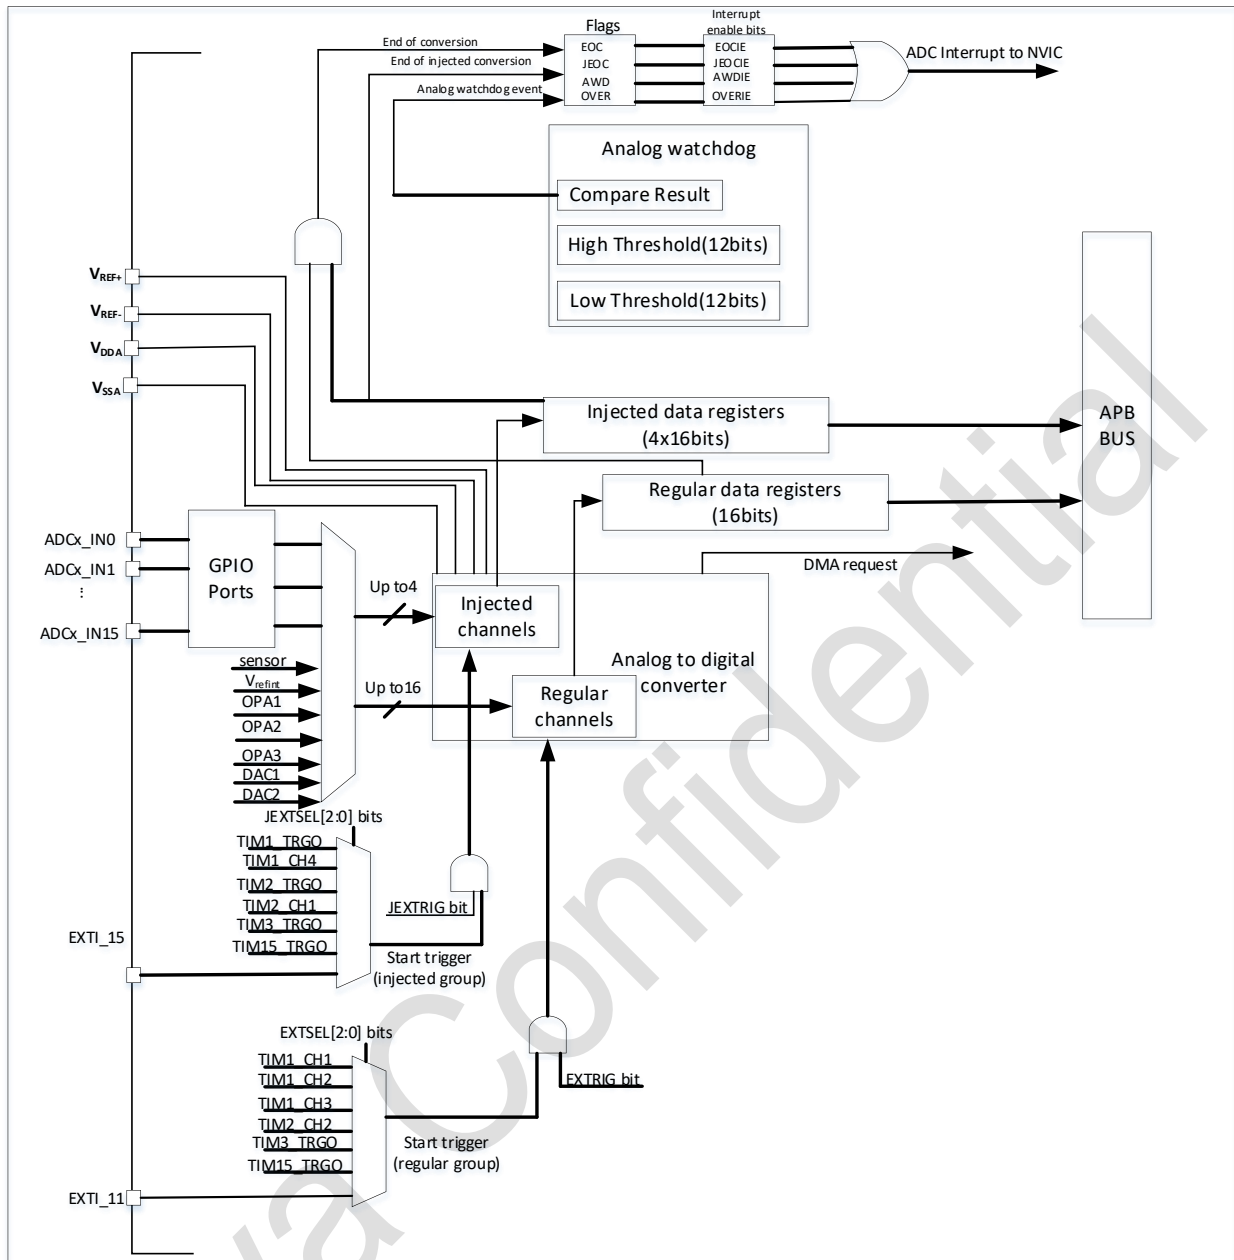 Flags
Interrupt
enable bits
End of conversion
End of injected conversion
Analog watchdog event
EOC
JEOC
AWD
OVER
EOCIE
JEOCIE
AWDIE
OVERIE
ADC Interrupt to NVIC
Analog watchdog
Compare Result
High Threshold(12bits)
Low Threshold(12bits)
VREF+
VREF-
VDDA
VSSA
Injected data registers
(4x16bits)
Regular data registers
(16bits)
APB
BUS
DMA request
ADCx_IN0
ADCx_IN1
⋮
ADCx_IN15
GPIO
Ports
sensor
Vrefint
OPA1
OPA2
OPA3
DAC1
DAC2
Up to4
Up to16
Injected
channels
Regular
channels
Analog to digital
converter
JEXTSEL[2:0] bits
TIM1_TRGO
TIM1_CH4
TIM2_TRGO
TIM2_CH1
TIM3_TRGO
TIM15_TRGO
EXTI_15
JEXTRIG bit
Start trigger
(injected group)
EXTSEL[2:0] bits
TIM1_CH1
TIM1_CH2
TIM1_CH3
TIM2_CH2
TIM3_TRGO
TIM15_TRGO
EXTI_11
EXTRIG bit
Start trigger
(regular group)
Confidential